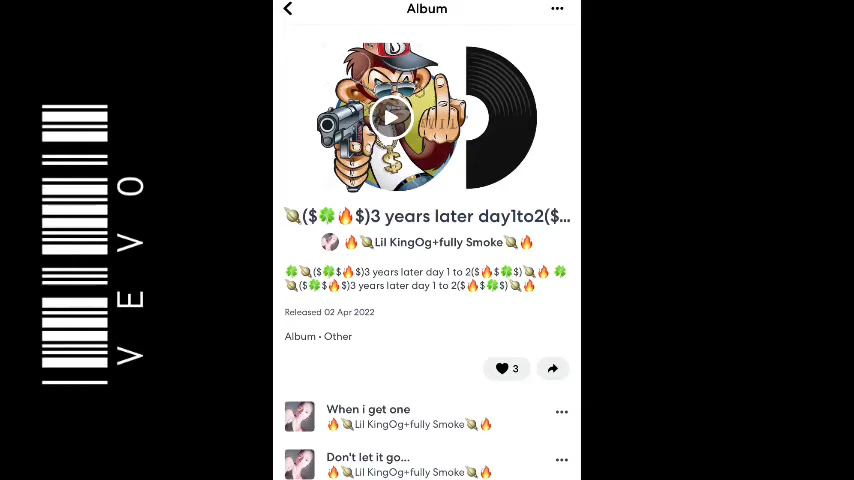 Album
🪀($🍀🔥$)3 years later day1to2($...
🔥🪀Lil KingOg+fully Smoke🪀🔥
🍀🪀($🍀$🔥)3 years later day 1 to 2($🔥$🍀$)🪀🔥 🍀
🪀($🍀$🔥)3 years later day 1 to 2($🔥$🍀$)🪀🔥
Released 02 Apr 2022
Album • Other
3
When i get one
🔥🪀Lil KingOg+fully Smoke🪀🔥
Don't let it go...
🔥🪀Lil KingOg+fully Smoke🪀🔥
VEVO